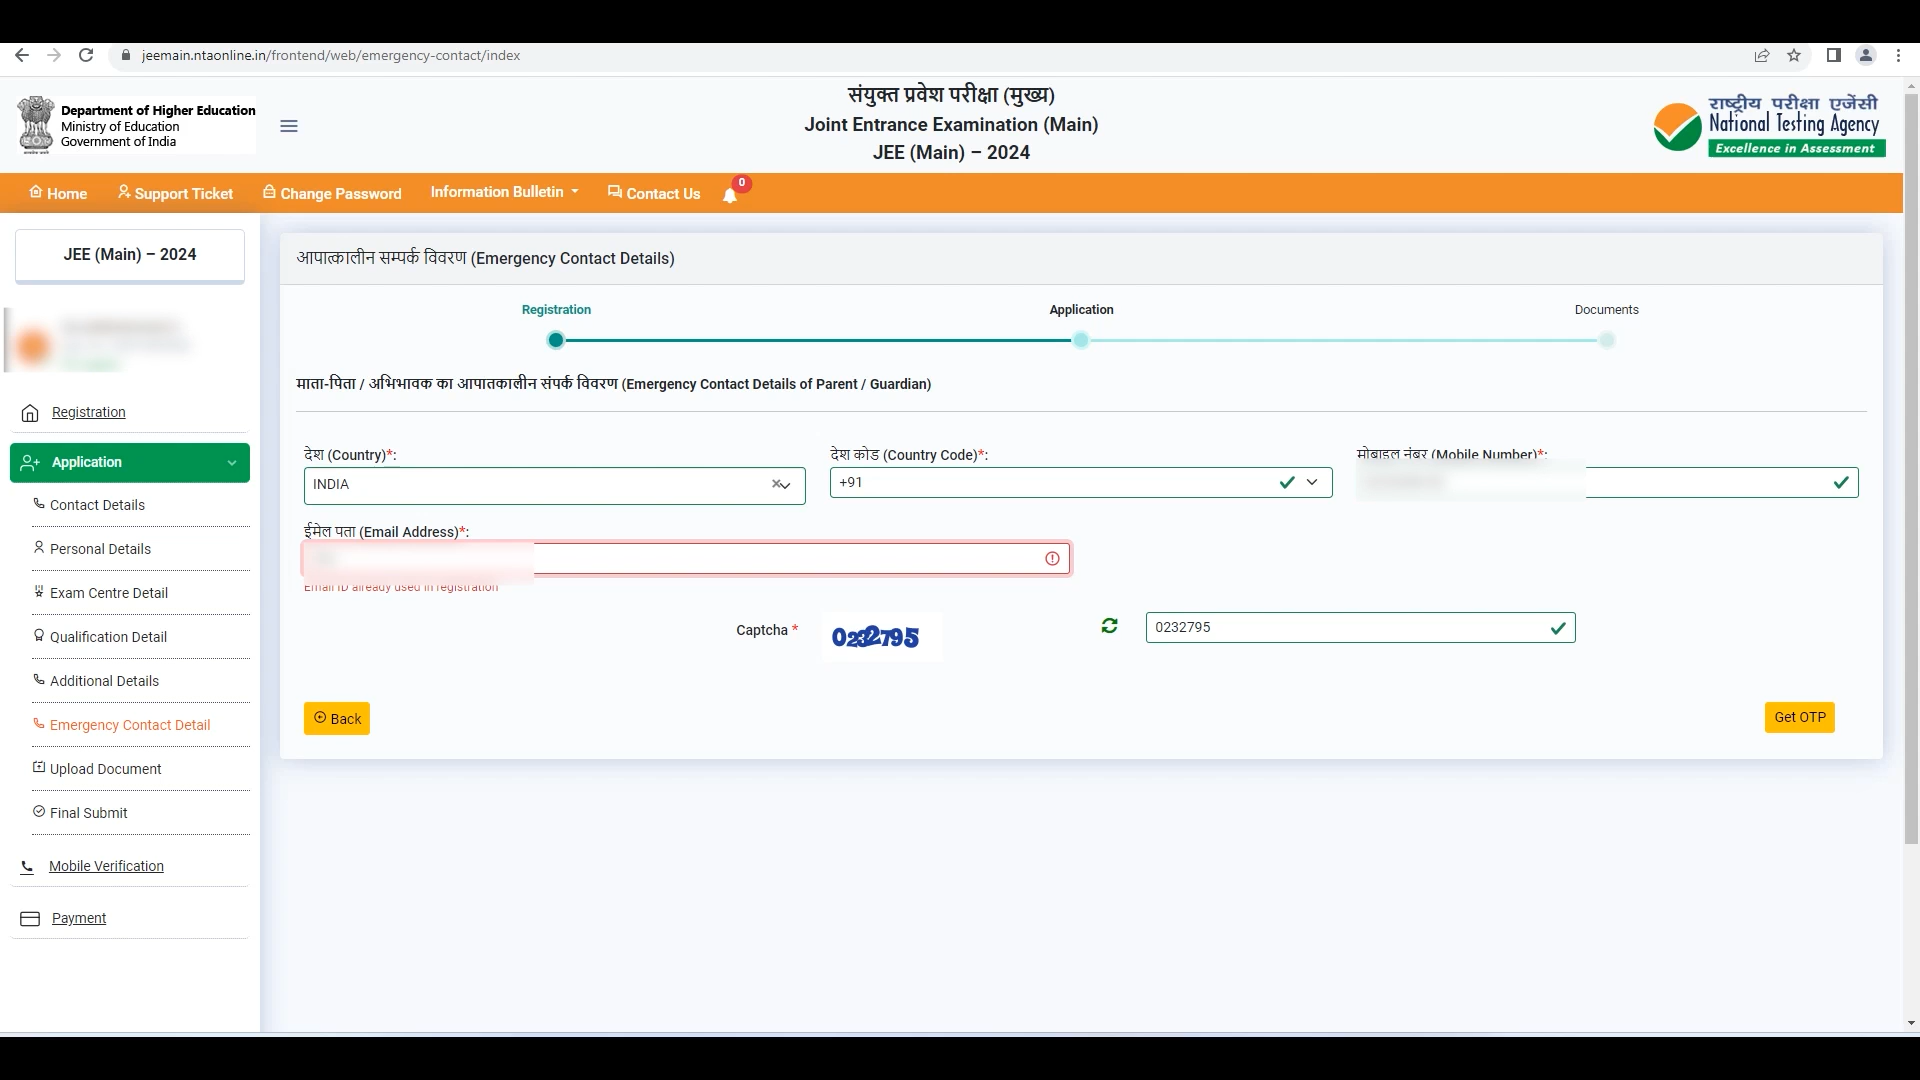 jeemain.ntaonline.in/frontend/web/emergency-contact/index
Department of Higher Education
Ministry of Education
Government of India
संयुक्त प्रवेश परीक्षा (मुख्य)
Joint Entrance Examination (Main)
JEE (Main) – 2024
राष्ट्रीय परीक्षा एजेंसी
National Testing Agency
Excellence in Assessment
Home Support Ticket Change Password Information Bulletin Contact Us 0
JEE (Main) – 2024
Registration
Application
Contact Details
Personal Details
Exam Centre Detail
Qualification Detail
Additional Details
Emergency Contact Detail
Upload Document
Final Submit
Mobile Verification
Payment
आपात्कालीन सम्पर्क विवरण (Emergency Contact Details)
Registration Application Documents
माता-पिता / अभिभावक का आपातकालीन संपर्क विवरण (Emergency Contact Details of Parent / Guardian)
देश (Country)*: देश कोड (Country Code)*: मोबाइल नंबर (Mobile Number)*:
INDIA +91
ईमेल पता (Email Address)*:
Email ID already used in registration
Captcha * 0232795 0232795
Back Get OTP